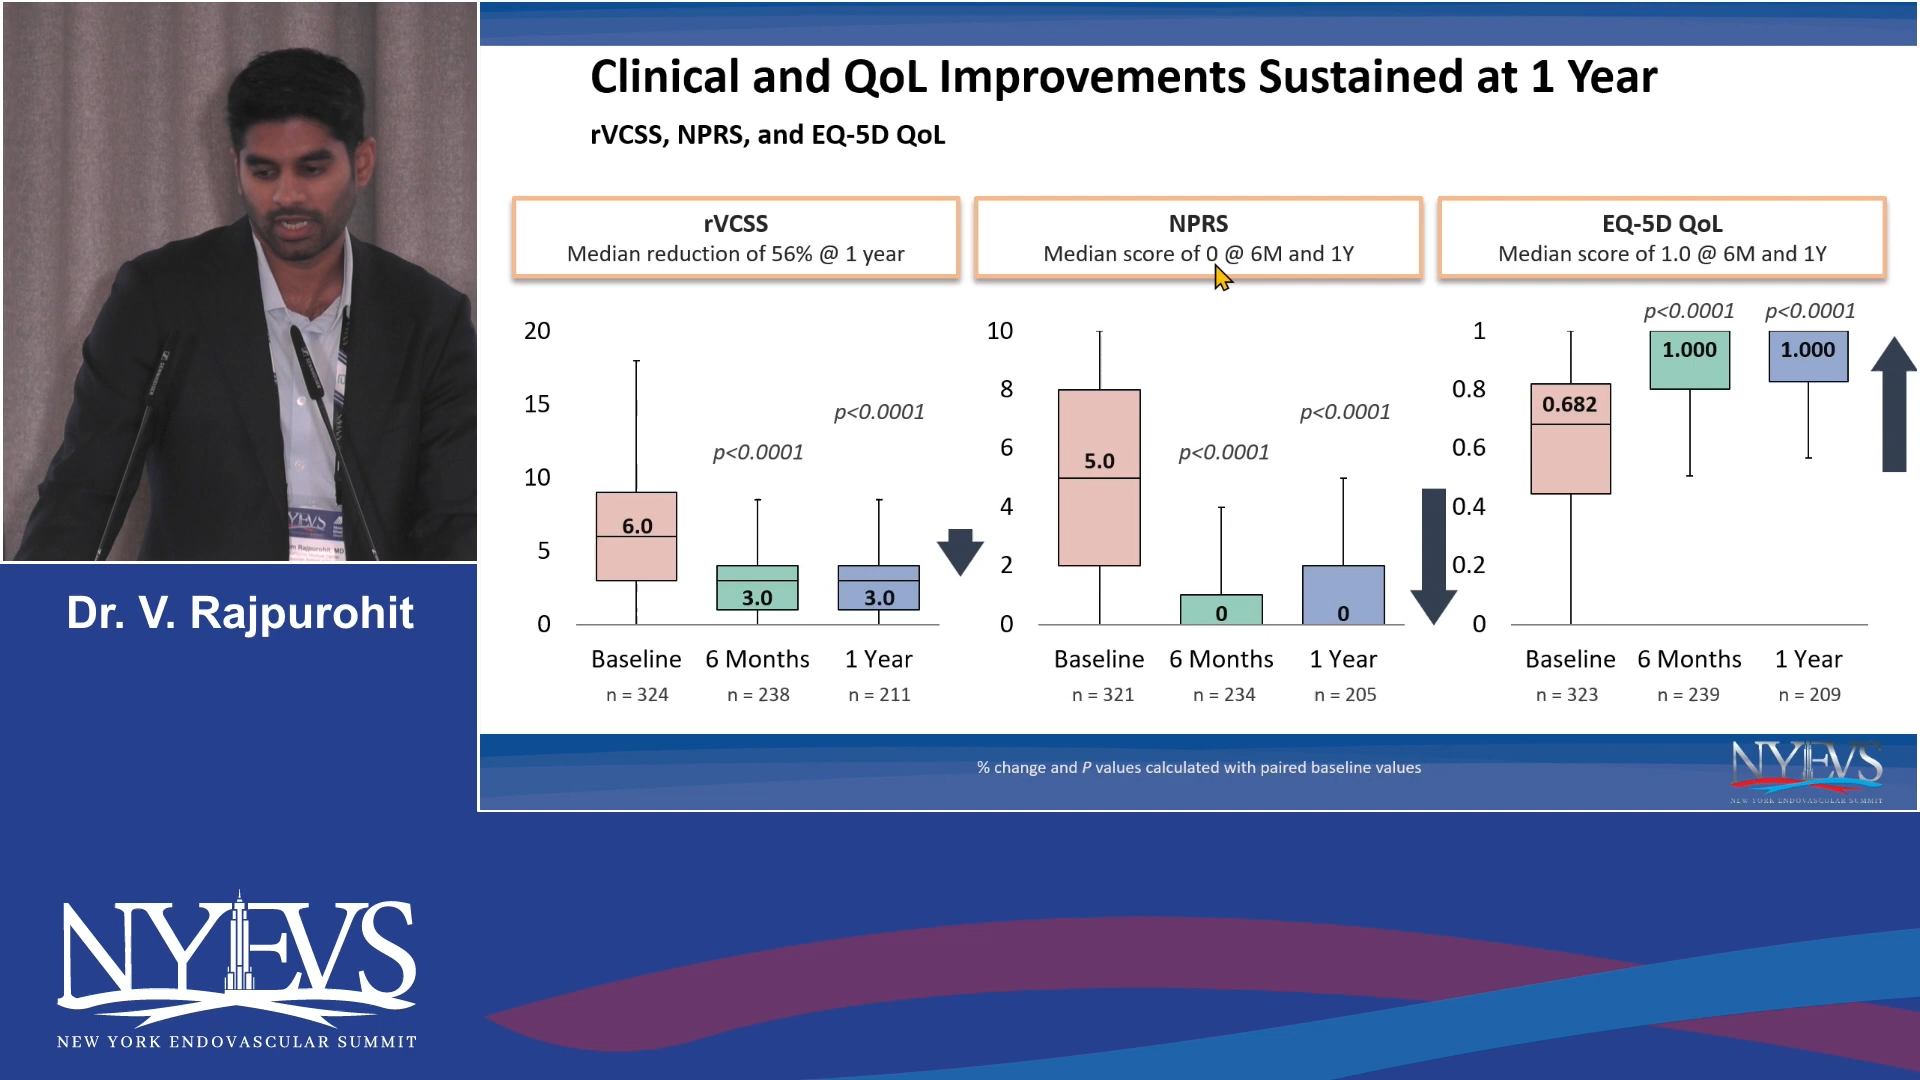 Clinical and QoL Improvements Sustained at 1 Year
rVCSS, NPRS, and EQ-5D QoL
rVCSS
Median reduction of 56% @ 1 year
NPRS
Median score of 0 @ 6M and 1Y
EQ-5D QoL
Median score of 1.0 @ 6M and 1Y
20
15
10
5
0
6.0
p<0.0001
3.0
p<0.0001
3.0
Baseline 6 Months 1 Year
n = 324 n = 238 n = 211
10
8
6
4
2
0
5.0
p<0.0001
0
p<0.0001
0
Baseline 6 Months 1 Year
n = 321 n = 234 n = 205
1
0.8
0.6
0.4
0.2
0
0.682
p<0.0001
1.000
p<0.0001
1.000
Baseline 6 Months 1 Year
n = 323 n = 239 n = 209
% change and P values calculated with paired baseline values
NYEVS
NEW YORK ENDOVASCULAR SUMMIT
Dr. V. Rajpurohit
NYEVS
NEW YORK ENDOVASCULAR SUMMIT